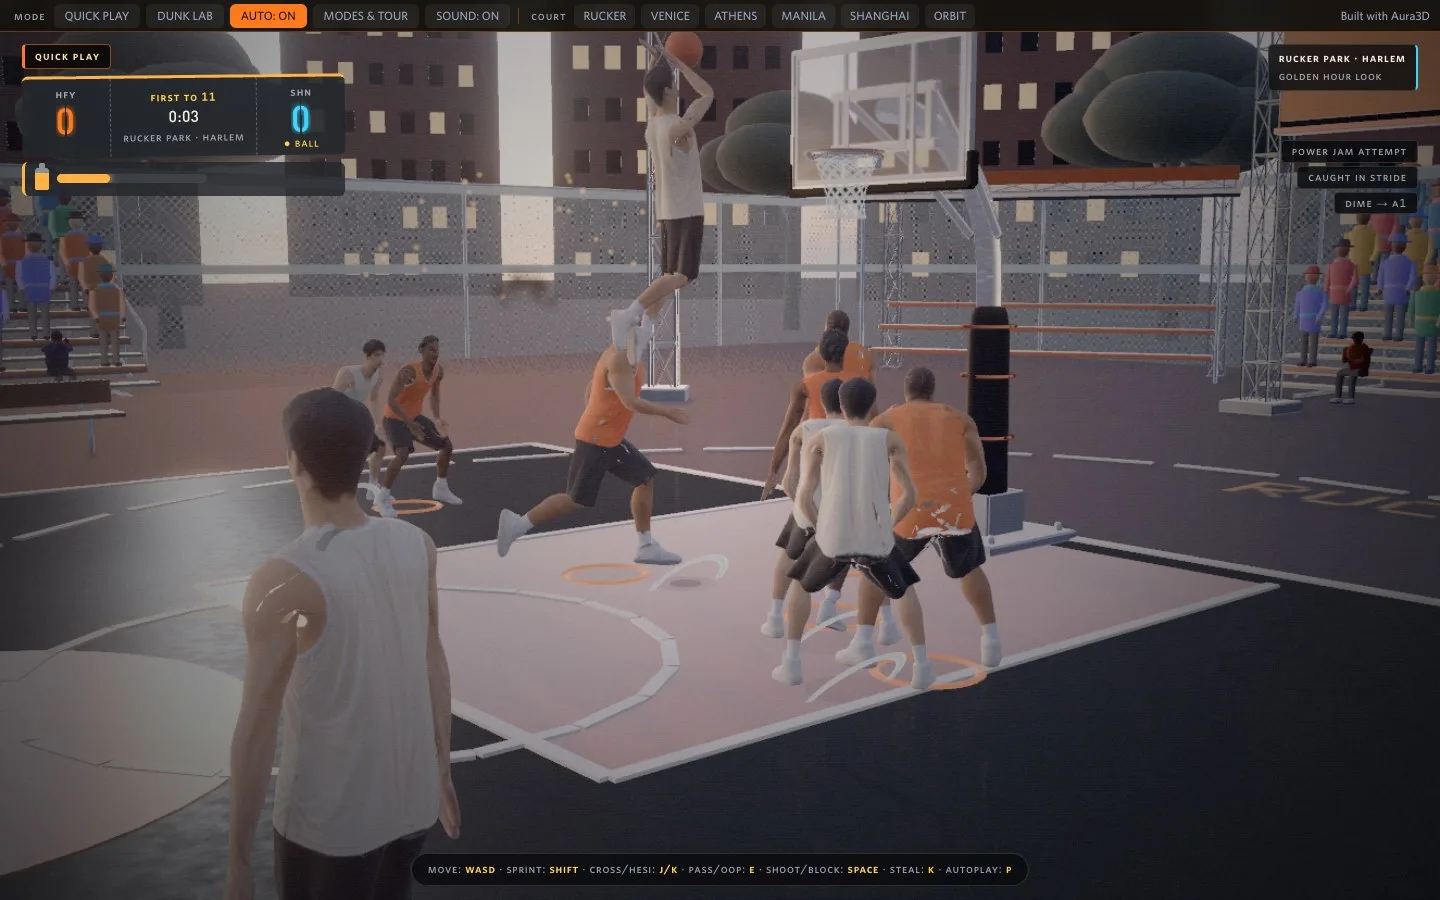 MODE QUICK PLAY DUNK LAB AUTO: ON MODES & TOUR SOUND: ON COURT RUCKER VENICE ATHENS MANILA SHANGHAI ORBIT Built with Aura3D
QUICK PLAY
HFY
0
FIRST TO 11
0:03
RUCKER PARK · HARLEM
SHN
0
● BALL
RUCKER PARK · HARLEM
GOLDEN HOUR LOOK
POWER JAM ATTEMPT
CAUGHT IN STRIDE
DIME → A1
RUC
MOVE: WASD · SPRINT: SHIFT · CROSS/HESI: J/K · PASS/OOP: E · SHOOT/BLOCK: SPACE · STEAL: K · AUTOPLAY: P